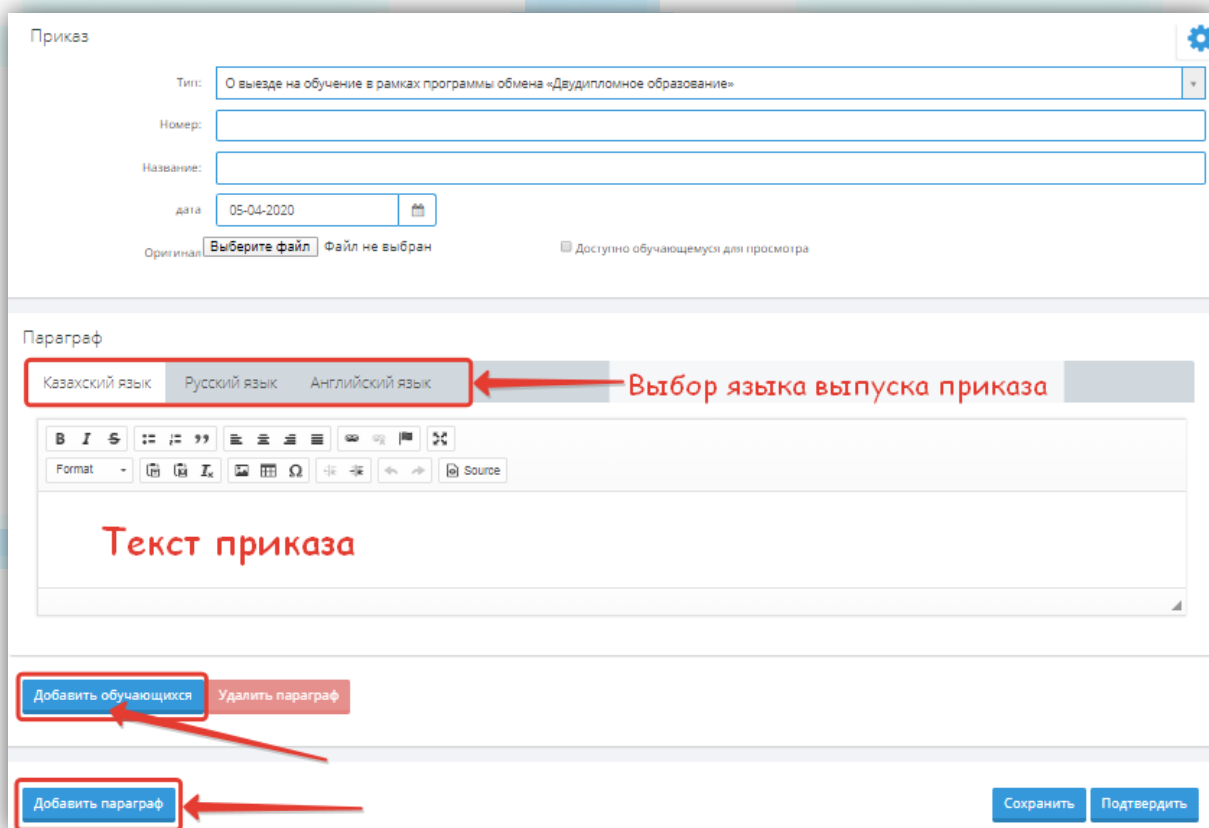 Приказ
Тип: О выезде на обучение в рамках программы обмена «Двудипломное образование»
Номер:
Название:
дата 05-04-2020
Оригинал Выберите файл Файл не выбран Доступно обучающемуся для просмотра
Параграф
Казахский язык Русский язык Английский язык Выбор языка выпуска приказа
B I S
Format Source
Текст приказа
Добавить обучающихся Удалить параграф
Добавить параграф Сохранить Подтвердить